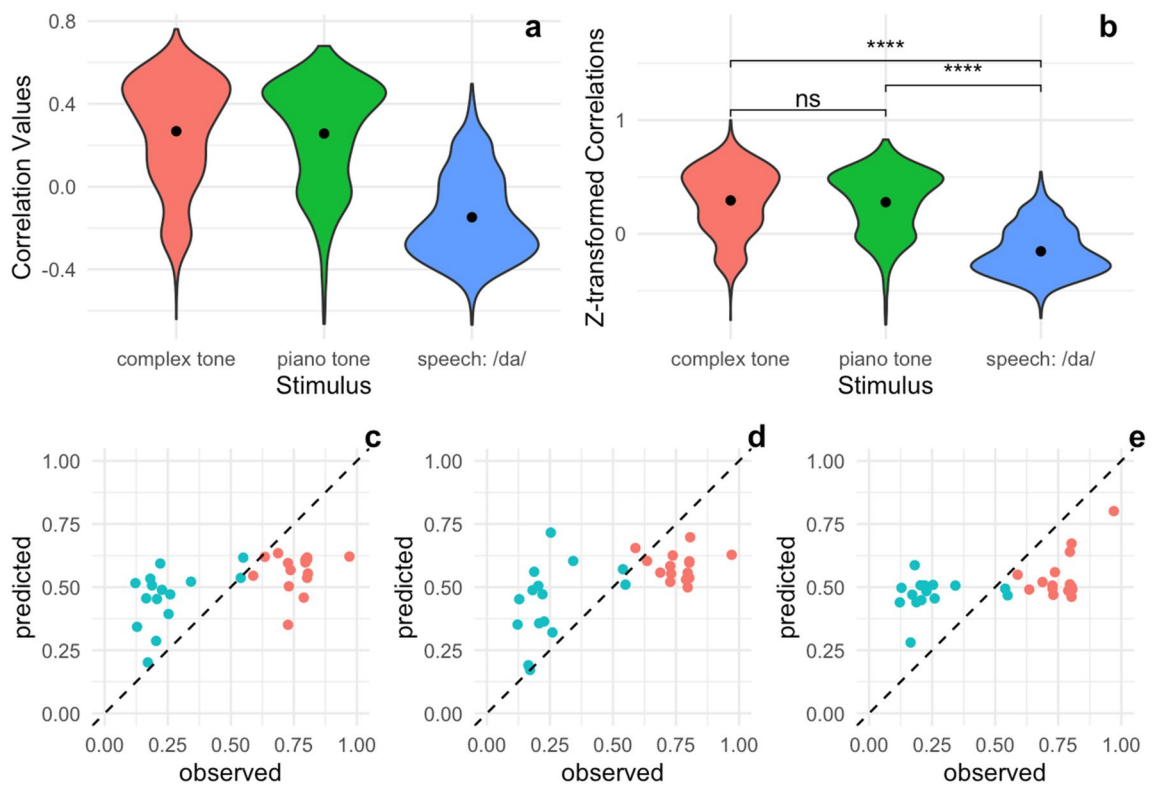 a
0.8
0.4
0.0
-0.4
Correlation Values
complex tone piano tone speech: /da/
Stimulus
b
****
****
ns
1
0
Z-transformed Correlations
complex tone piano tone speech: /da/
Stimulus
c
1.00
0.75
0.50
0.25
0.00
predicted
0.00 0.25 0.50 0.75 1.00
observed
d
1.00
0.75
0.50
0.25
0.00
predicted
0.00 0.25 0.50 0.75 1.00
observed
e
1.00
0.75
0.50
0.25
0.00
predicted
0.00 0.25 0.50 0.75 1.00
observed